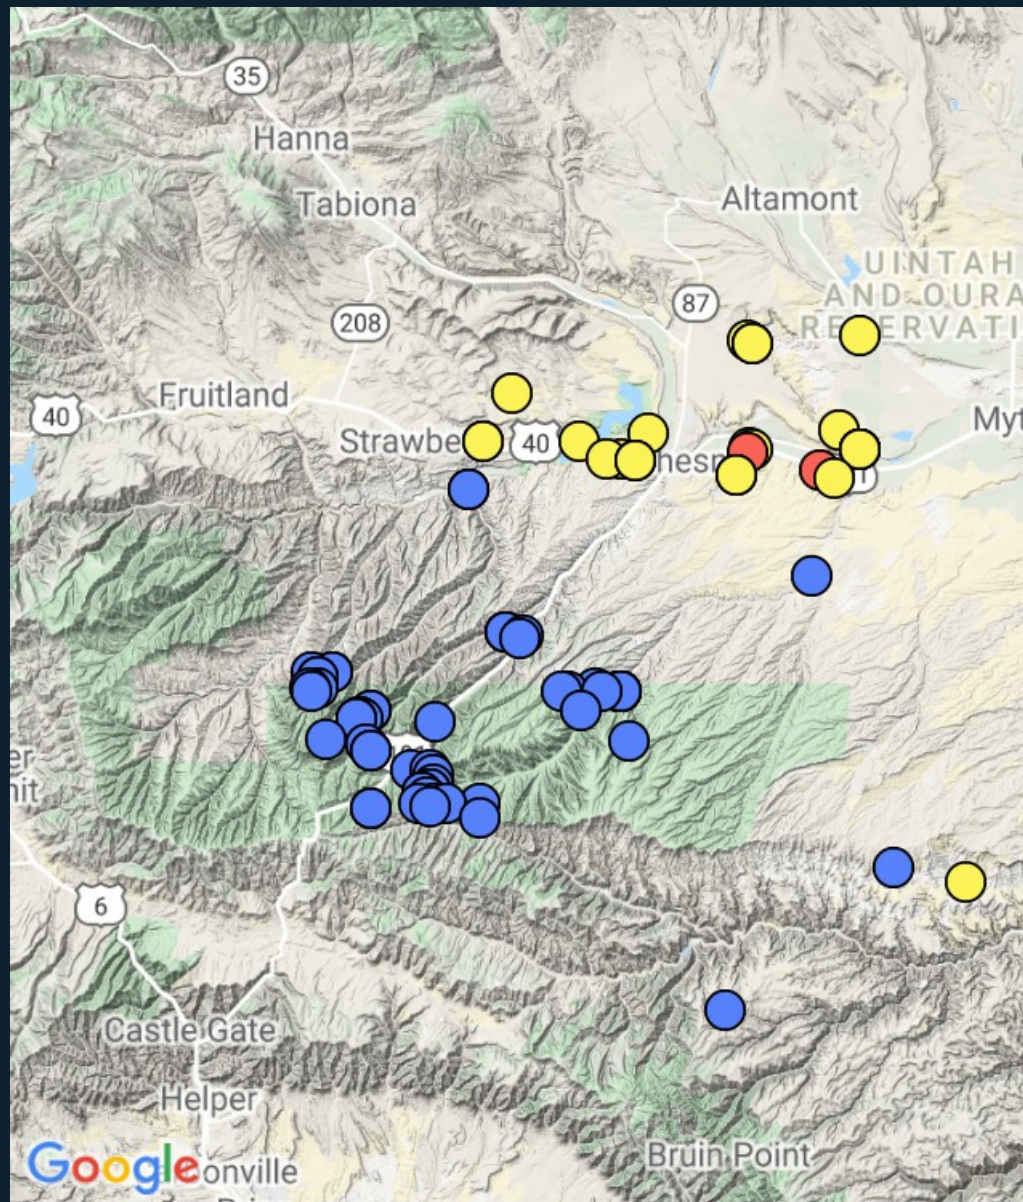 35
Hanna
Tabiona
Altamont
UINTAH
AND OURA
87
208
Fruitland
40
Strawbe
40
Myt
hesn
6
Castle Gate
Helper
Bruin Point
Google
onville